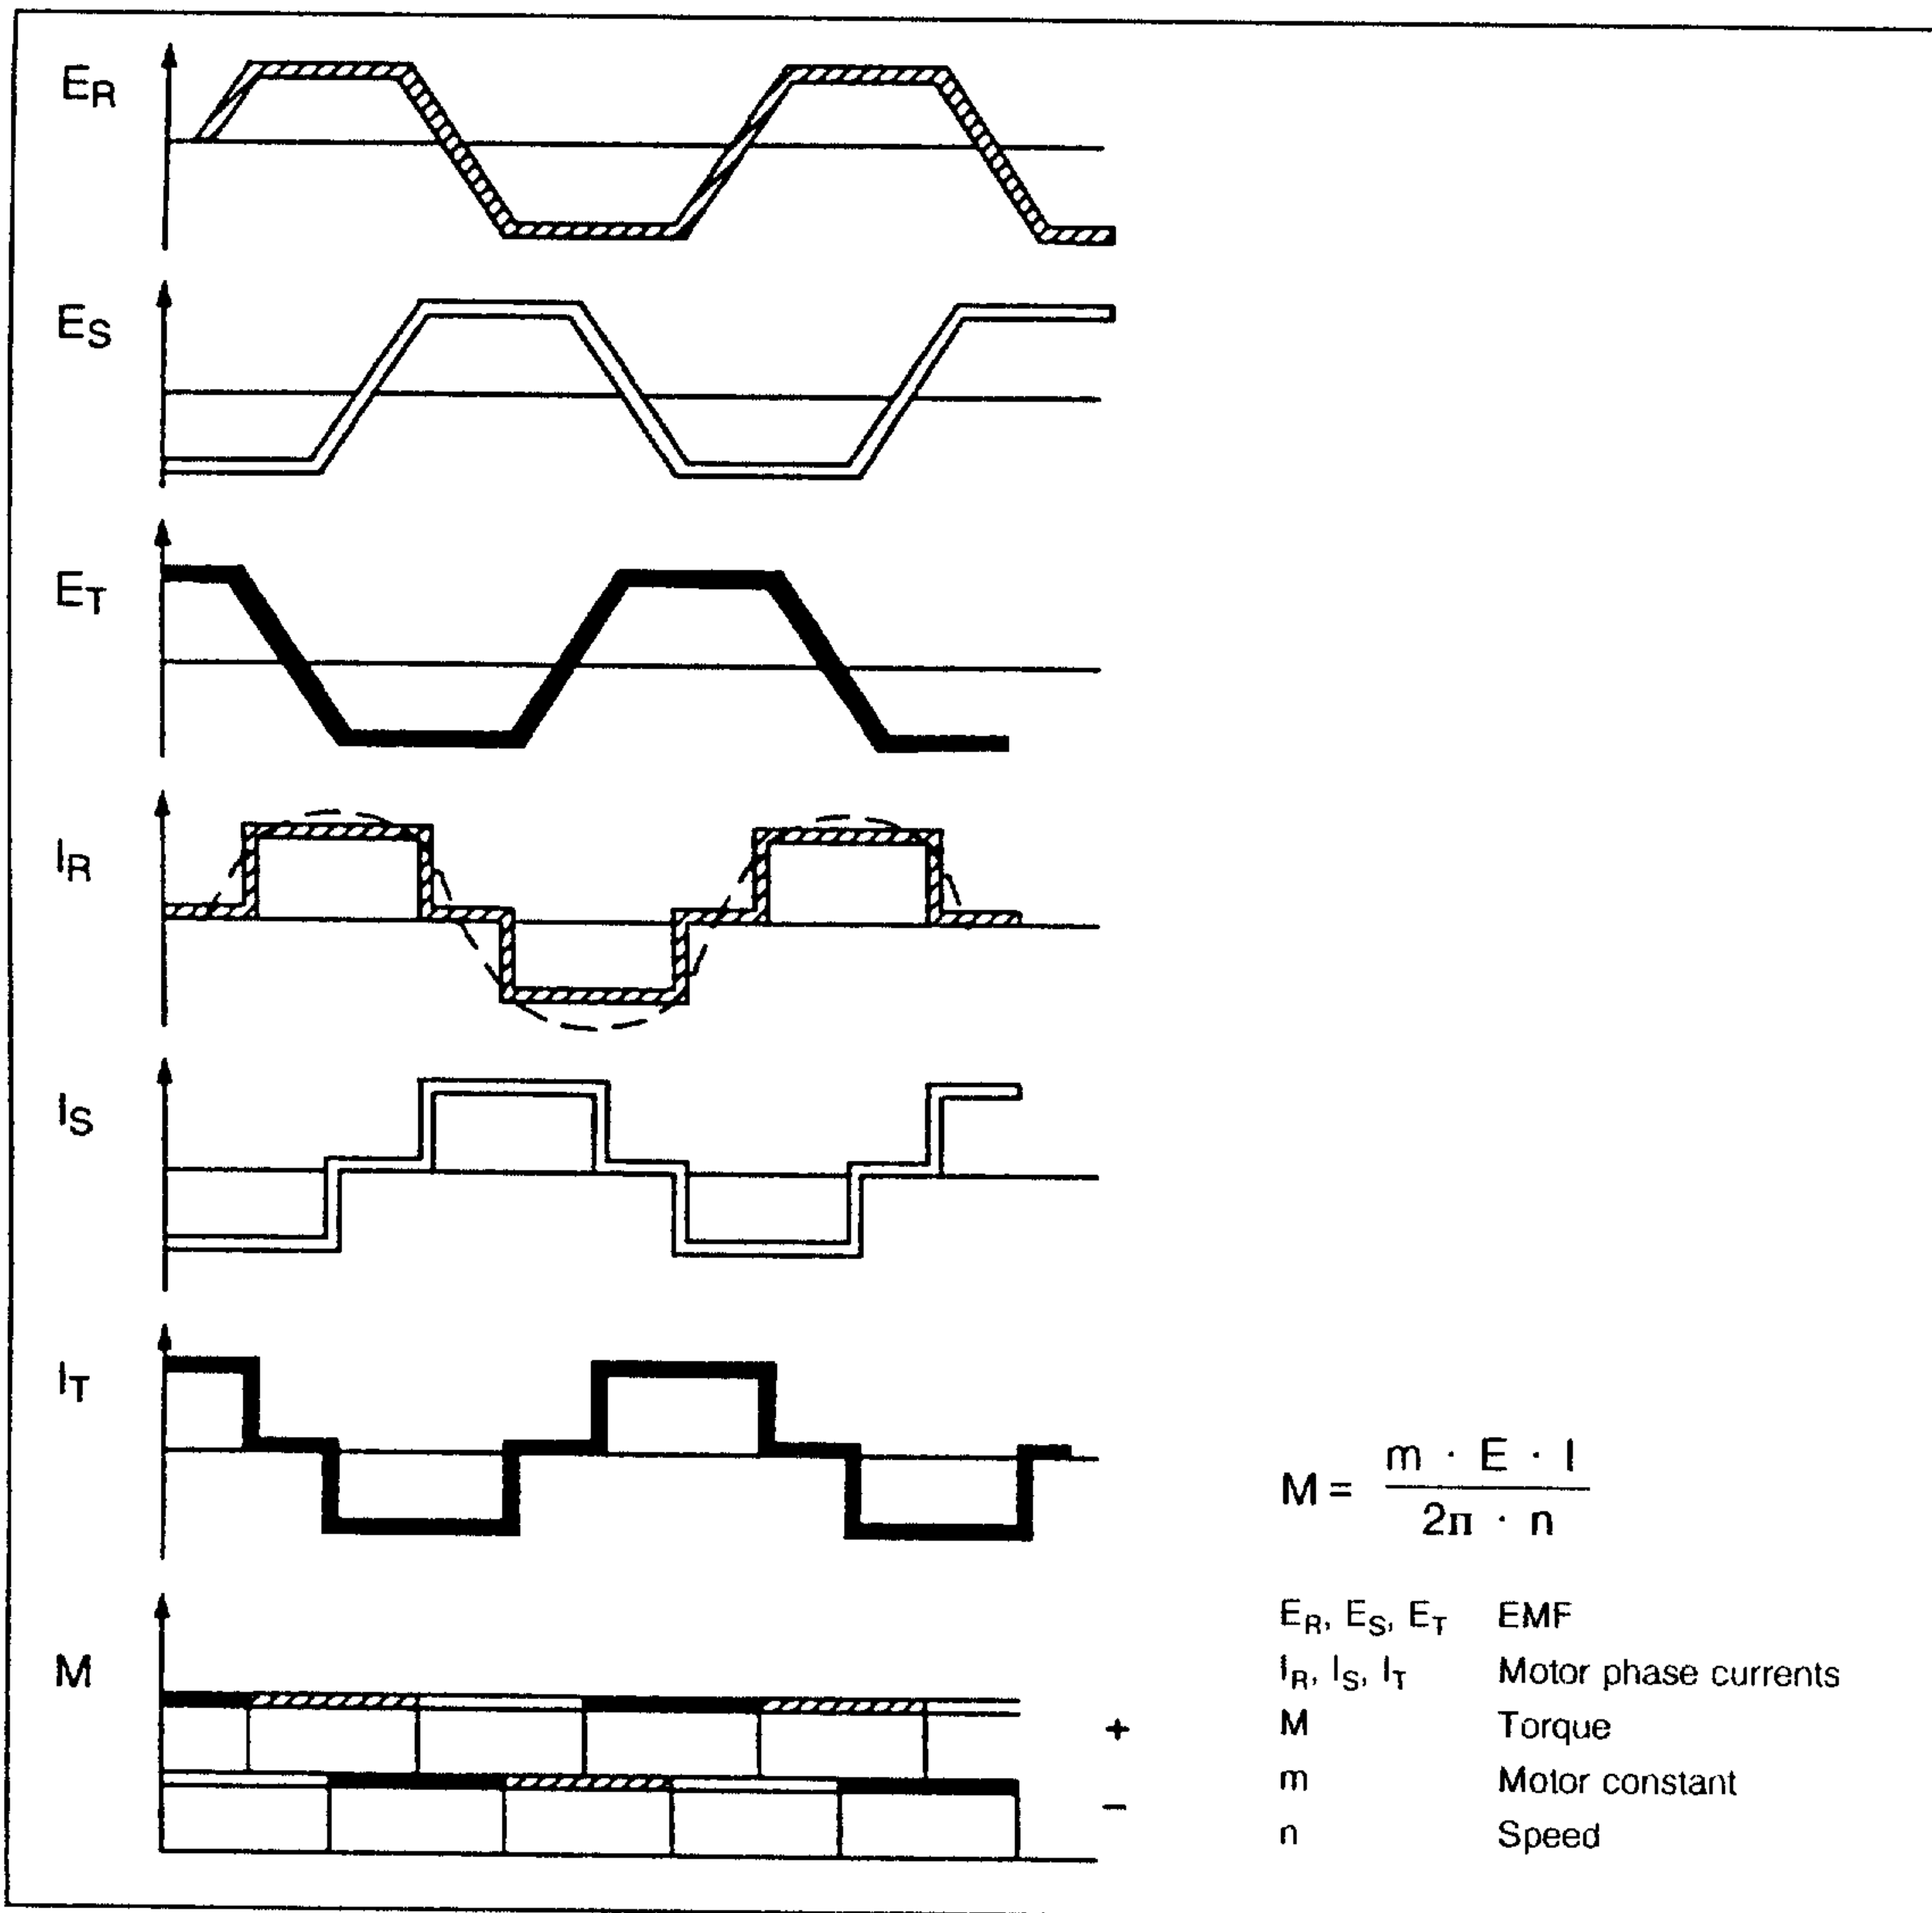 E_R
E_S
E_T
I_R
I_S
I_T
M
+
−
M = m · E · I / 2π · n
E_R, E_S, E_T EMF
I_R, I_S, I_T Motor phase currents
M Torque
m Motor constant
n Speed